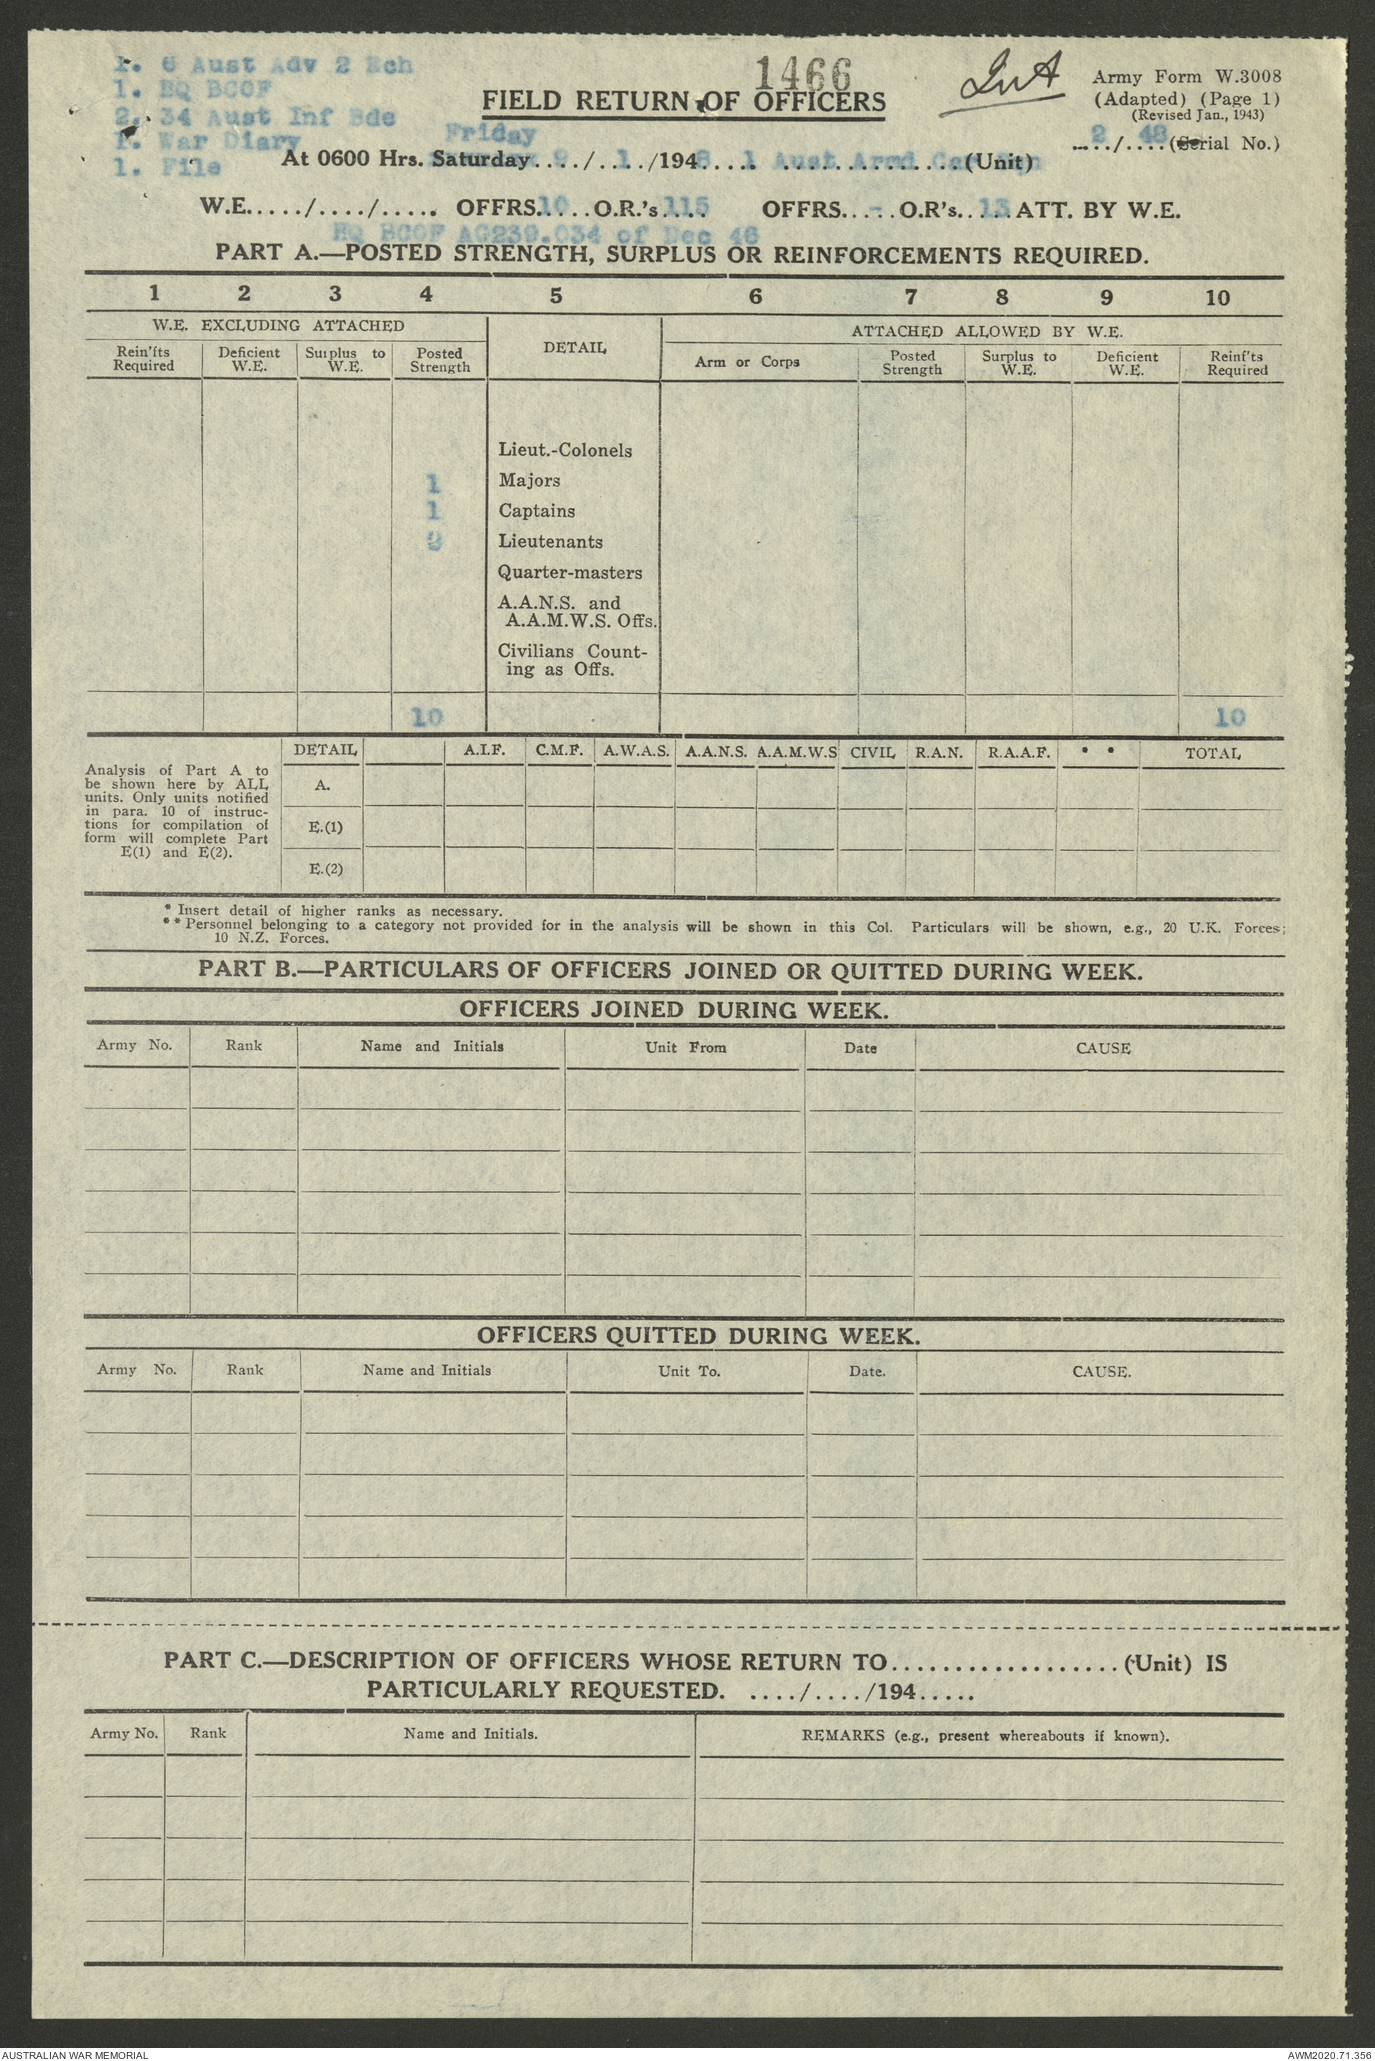 1. 6 Aust Adv 2 Ech
1466
Army Form W.3008
1. HQ BCOF
FIELD RETURN OF OFFICERS
(Adapted) (Page 1)
2. 34 Aust Inf Bde
(Revised Jan., 1943)
1. War Diary
Friday
2 48
..../....(Serial No.)
1. File
At 0600 Hrs. Saturday....9/..1../1948.... 1 Aust Armd Car Sqn (Unit)
W.E...../..../..... OFFRS.10....O.R.'s.115.... OFFRS..-..O.R's..13..ATT. BY W.E.
HQ BCOF AG239.034 of Dec 46
PART A.—POSTED STRENGTH, SURPLUS OR REINFORCEMENTS REQUIRED.
1 2 3 4 5 6 7 8 9 10
W.E. EXCLUDING ATTACHED
DETAIL
ATTACHED ALLOWED BY W.E.
Rein'fts Required
Deficient W.E.
Surplus to W.E.
Posted Strength
Arm or Corps
Posted Strength
Surplus to W.E.
Deficient W.E.
Reinf'ts Required
Lieut.-Colonels
1 Majors
1 Captains
Lieutenants
Quarter-masters
A.A.N.S. and
A.A.M.W.S. Offs.
Civilians Count-
ing as Offs.
10 10
DETAIL A.I.F. C.M.F. A.W.A.S. A.A.N.S. A.A.M.W.S CIVIL R.A.N. R.A.A.F. * * TOTAL
Analysis of Part A to
be shown here by ALL
units. Only units notified
in para. 10 of instruc-
tions for compilation of
form will complete Part
E(1) and E(2).
A.
E.(1)
E.(2)
* Insert detail of higher ranks as necessary.
** Personnel belonging to a category not provided for in the analysis will be shown in this Col. Particulars will be shown, e.g., 20 U.K. Forces;
10 N.Z. Forces.
PART B.—PARTICULARS OF OFFICERS JOINED OR QUITTED DURING WEEK.
OFFICERS JOINED DURING WEEK.
Army No. Rank Name and Initials Unit From Date CAUSE
OFFICERS QUITTED DURING WEEK.
Army No. Rank Name and Initials Unit To. Date. CAUSE.
PART C.—DESCRIPTION OF OFFICERS WHOSE RETURN TO...................(Unit) IS
PARTICULARLY REQUESTED. ..../..../194.....
Army No. Rank Name and Initials. REMARKS (e.g., present whereabouts if known).
AUSTRALIAN WAR MEMORIAL
AWM2020.71.356